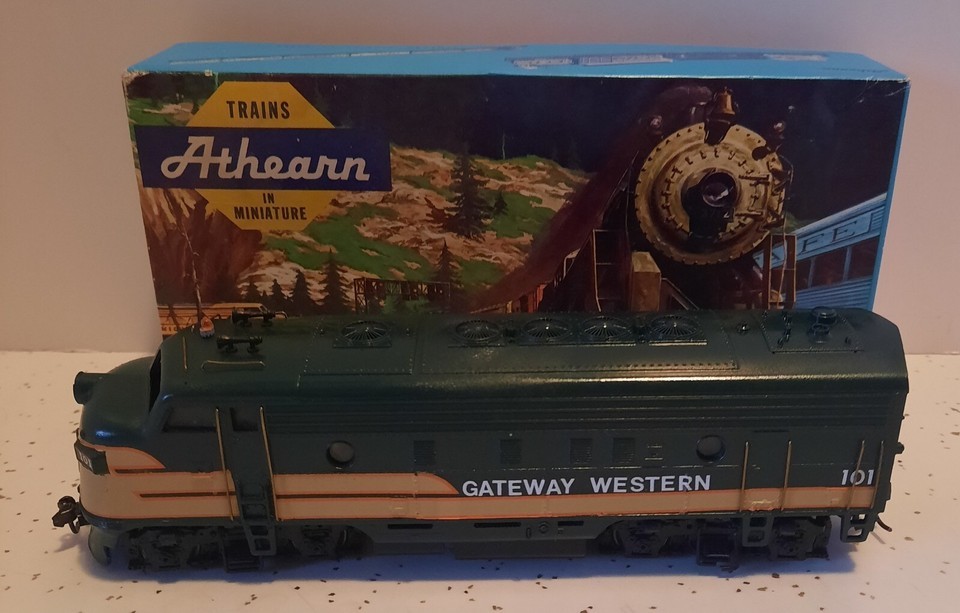 TRAINS
Athearn
IN
MINIATURE
GATEWAY WESTERN
101